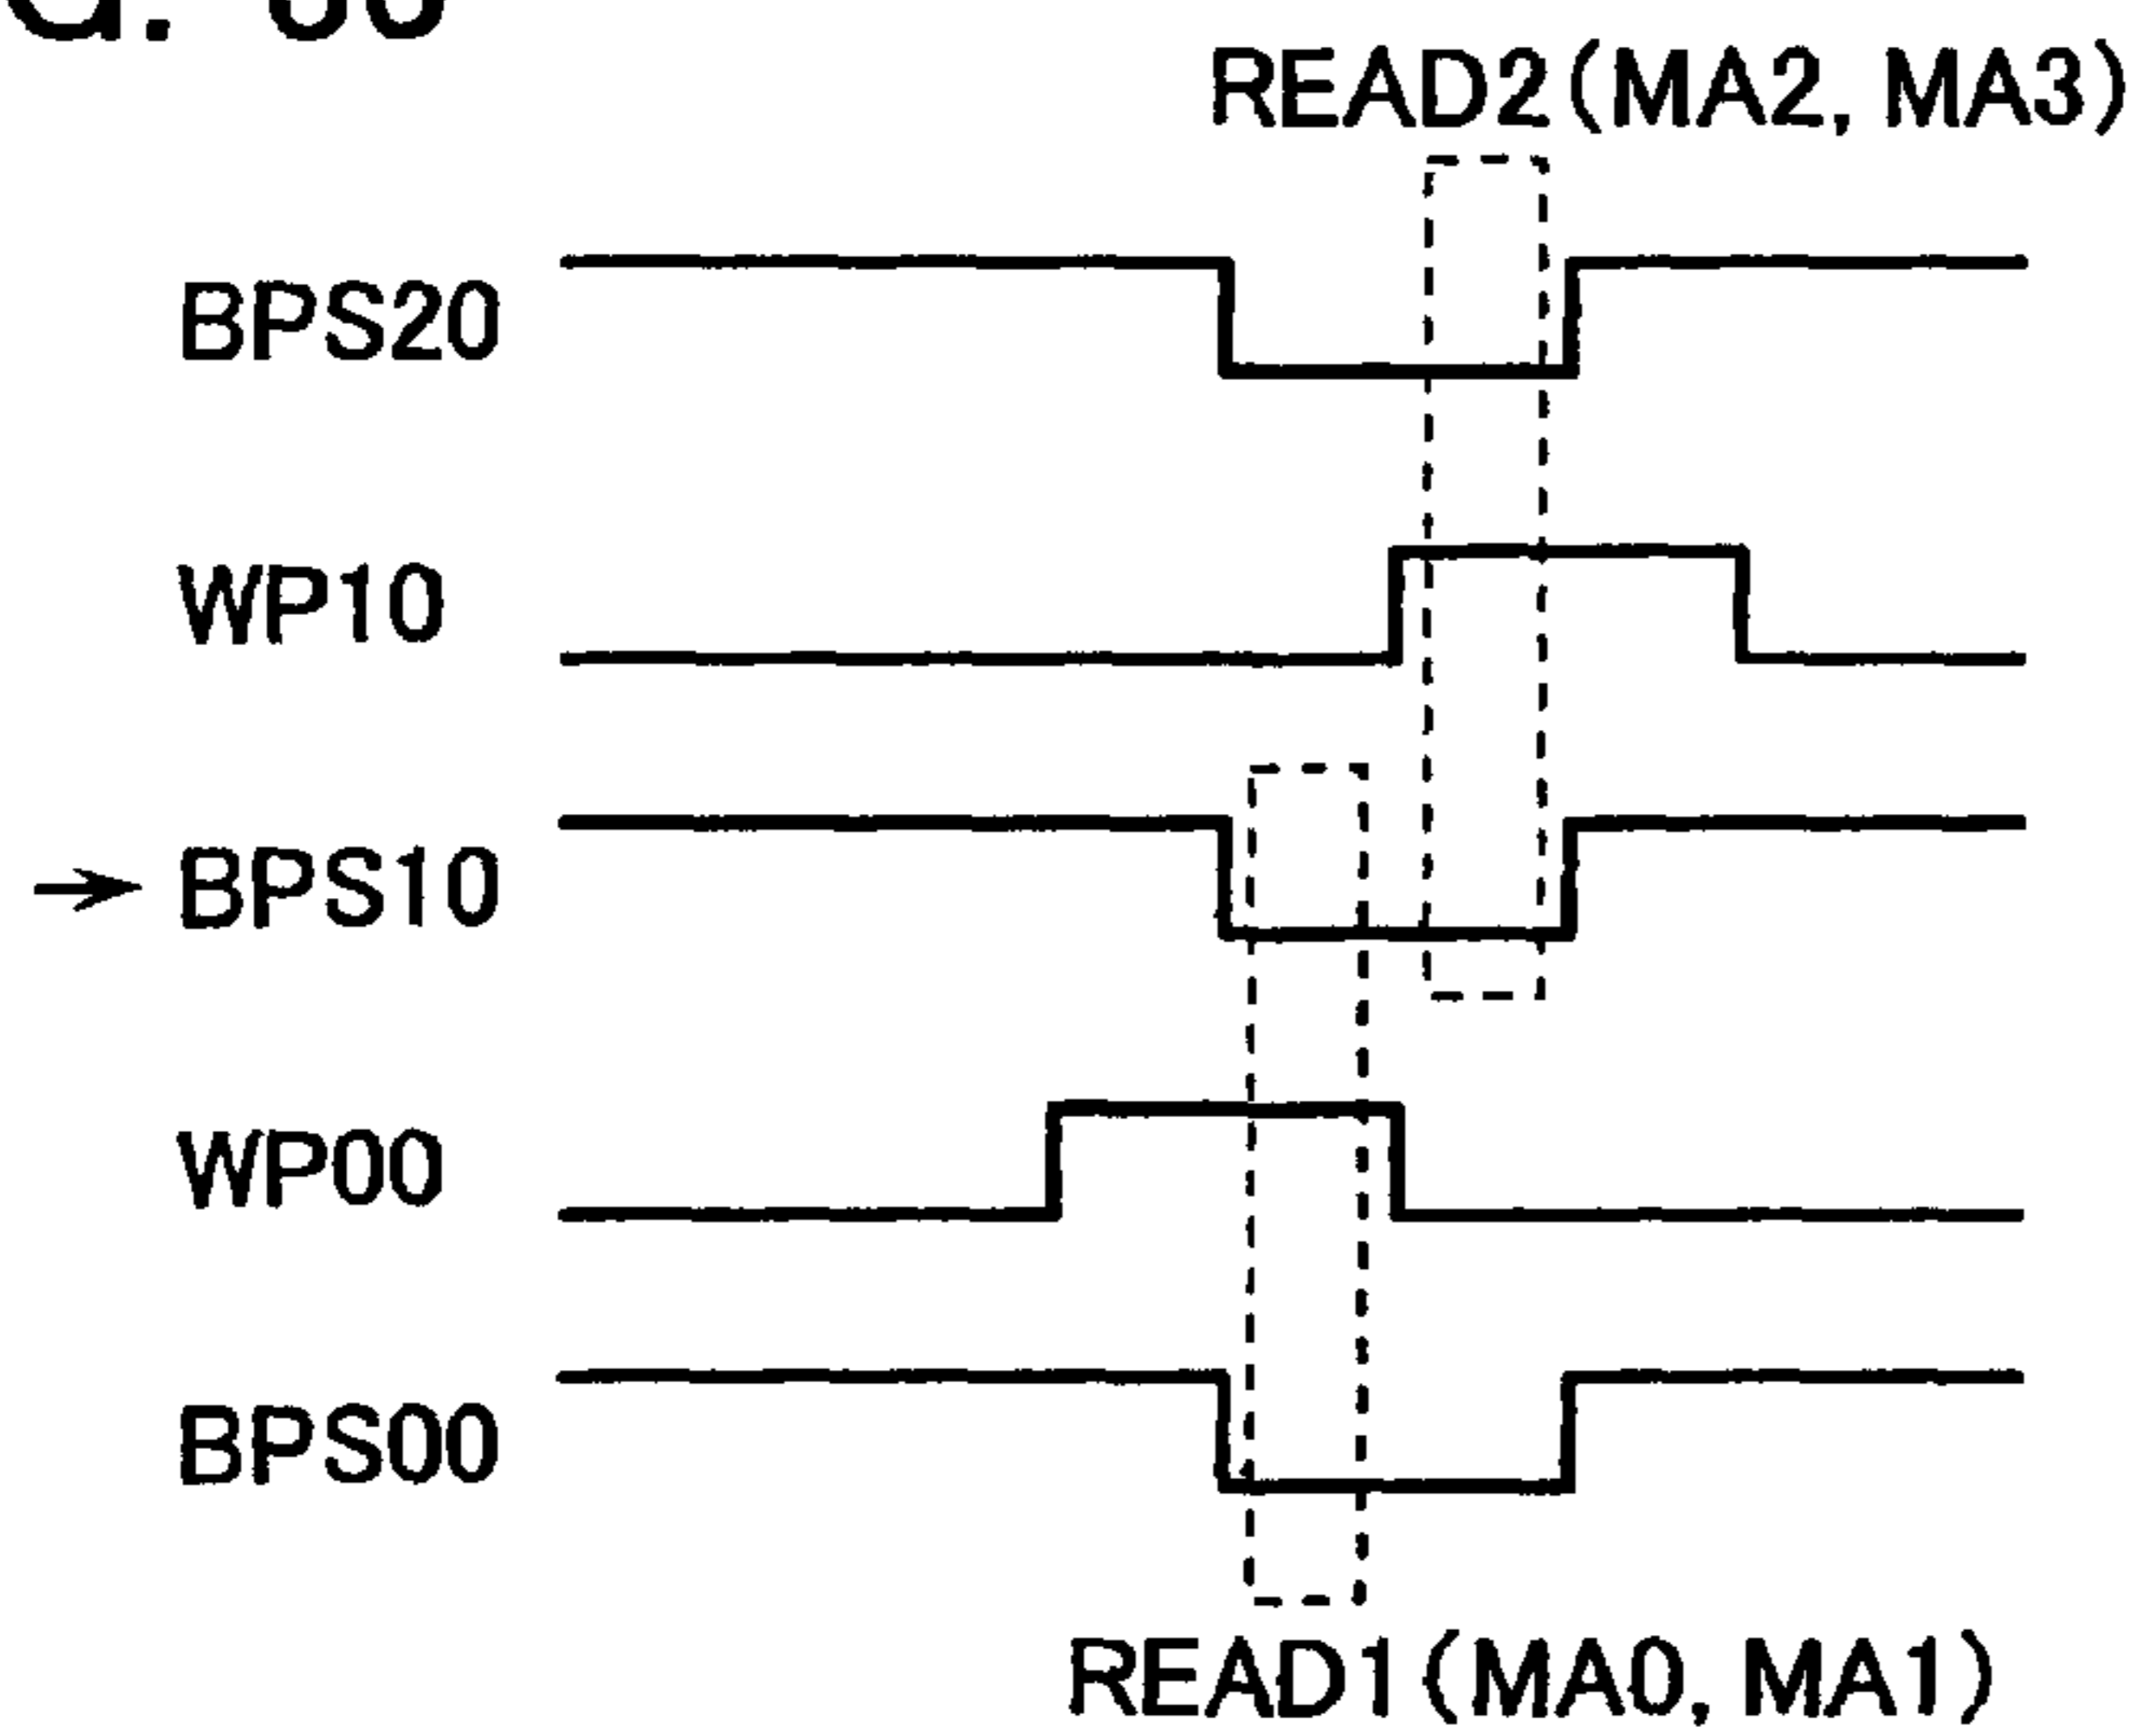 READ2(MA2, MA3)
BPS20
WP10
BPS10
WP00
BPS00
READ1(MA0, MA1)